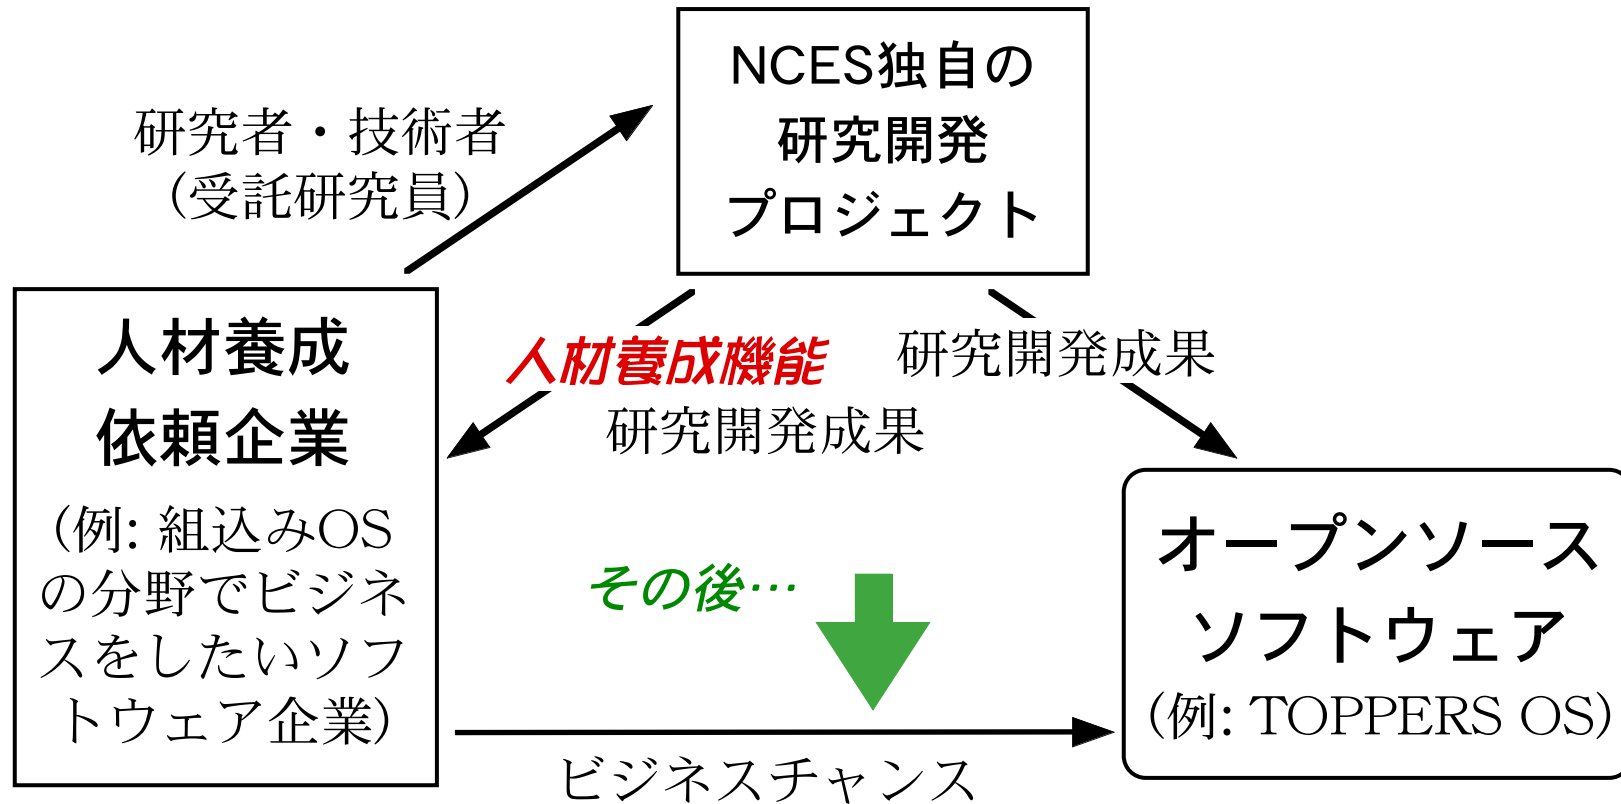 NCES独自の
研究開発
プロジェクト
研究者・技術者
（受託研究員）
人材養成
依頼企業
（例: 組込みOS
の分野でビジネ
スをしたいソフ
トウェア企業）
人材養成機能
研究開発成果
研究開発成果
その後…
オープンソース
ソフトウェア
（例: TOPPERS OS）
ビジネスチャンス